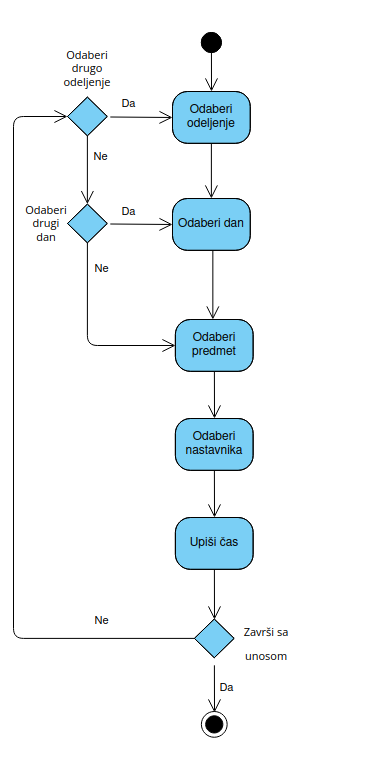 Odaberi
drugo
odeljenje
Da
Odaberi
odeljenje
Ne
Odaberi
drugi
dan
Da
Odaberi dan
Ne
Odaberi
predmet
Odaberi
nastavnika
Upiši čas
Ne
Završi sa
unosom
Da